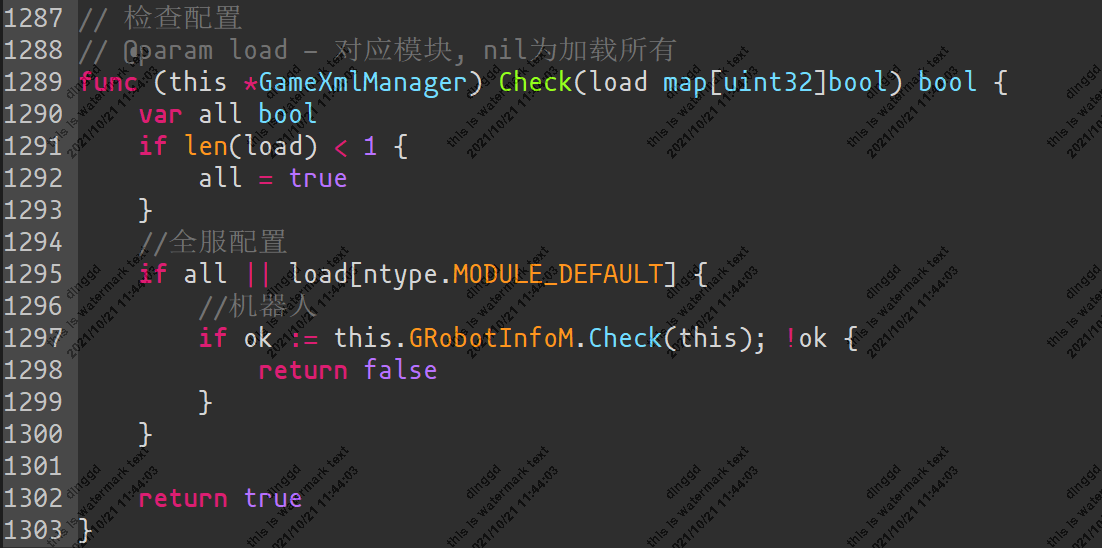 1287 // 检查配置
1288 // @param load - 对应模块, nil为加载所有
1289 func (this *GameXmlManager) Check(load map[uint32]bool) bool {
1290     var all bool
1291     if len(load) < 1 {
1292         all = true
1293     }
1294     //全服配置
1295     if all || load[ntype.MODULE_DEFAULT] {
1296         //机器人
1297         if ok := this.GRobotInfoM.Check(this); !ok {
1298             return false
1299         }
1300     }
1301
1302     return true
1303 }
dinggd
this is watermark text
2021/10/21 11:44:03